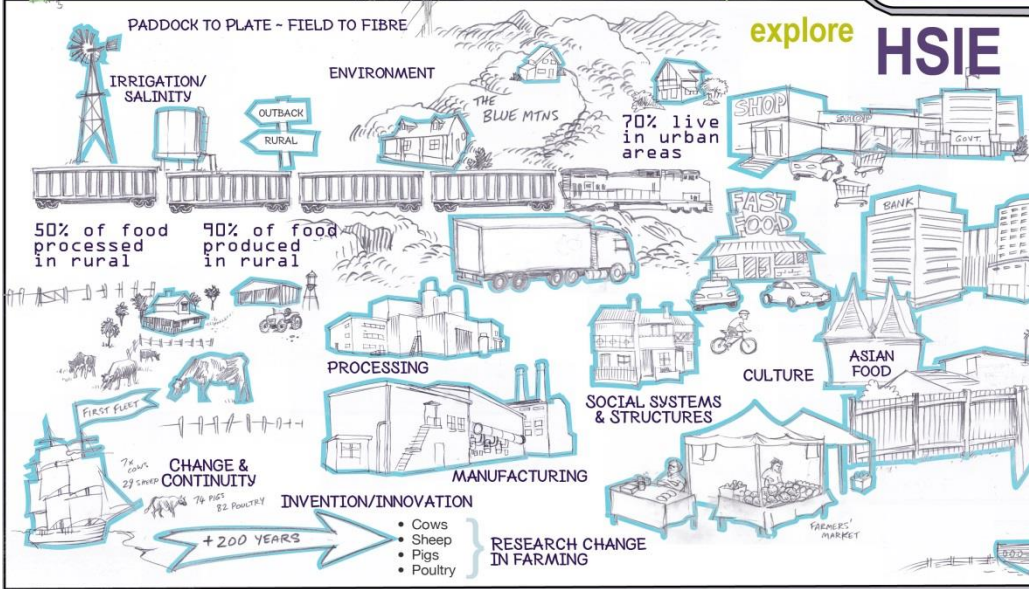 PADDOCK TO PLATE ~ FIELD TO FIBRE
explore HSIE
IRRIGATION/
SALINITY
OUTBACK
RURAL
ENVIRONMENT
THE
BLUE MTNS
70% live
in urban
areas
SHOP
SHOP
GOVT.
50% of food
processed
in rural
90% of food
produced
in rural
FAST
FOOD
BANK
PROCESSING
SOCIAL SYSTEMS
& STRUCTURES
CULTURE
ASIAN
FOOD
FIRST FLEET
7x
COWS
29 SHEEP
74 PIGS
82 POULTRY
CHANGE &
CONTINUITY
MANUFACTURING
INVENTION/INNOVATION
+200 YEARS
• Cows
• Sheep
• Pigs
• Poultry
RESEARCH CHANGE
IN FARMING
FARMERS'
MARKET